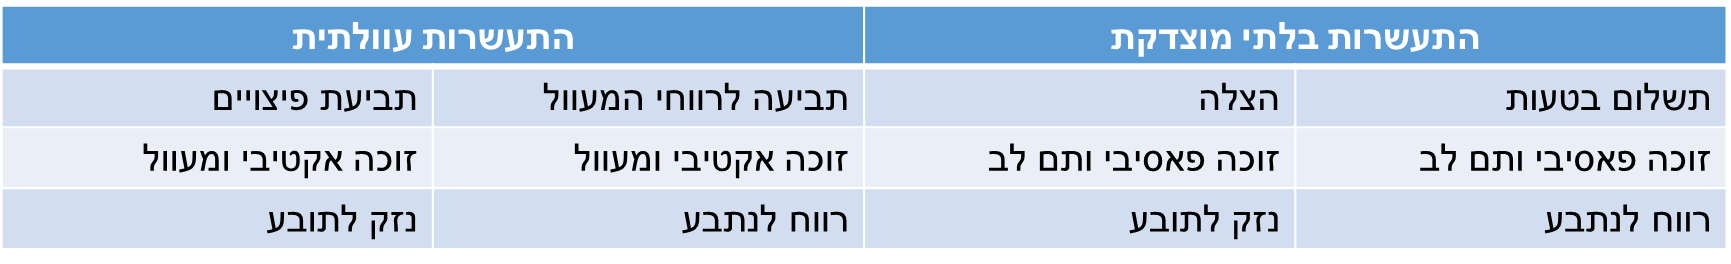 התעשרות בלתי מוצדקת	התעשרות עוולתית
תשלום בטעות	הצלה	תביעה לרווחי המעוול	תביעת פיצויים
זוכה פאסיבי ותם לב	זוכה פאסיבי ותם לב	זוכה אקטיבי ומעוול	זוכה אקטיבי ומעוול
רווח לנתבע	נזק לתובע	רווח לנתבע	נזק לתובע